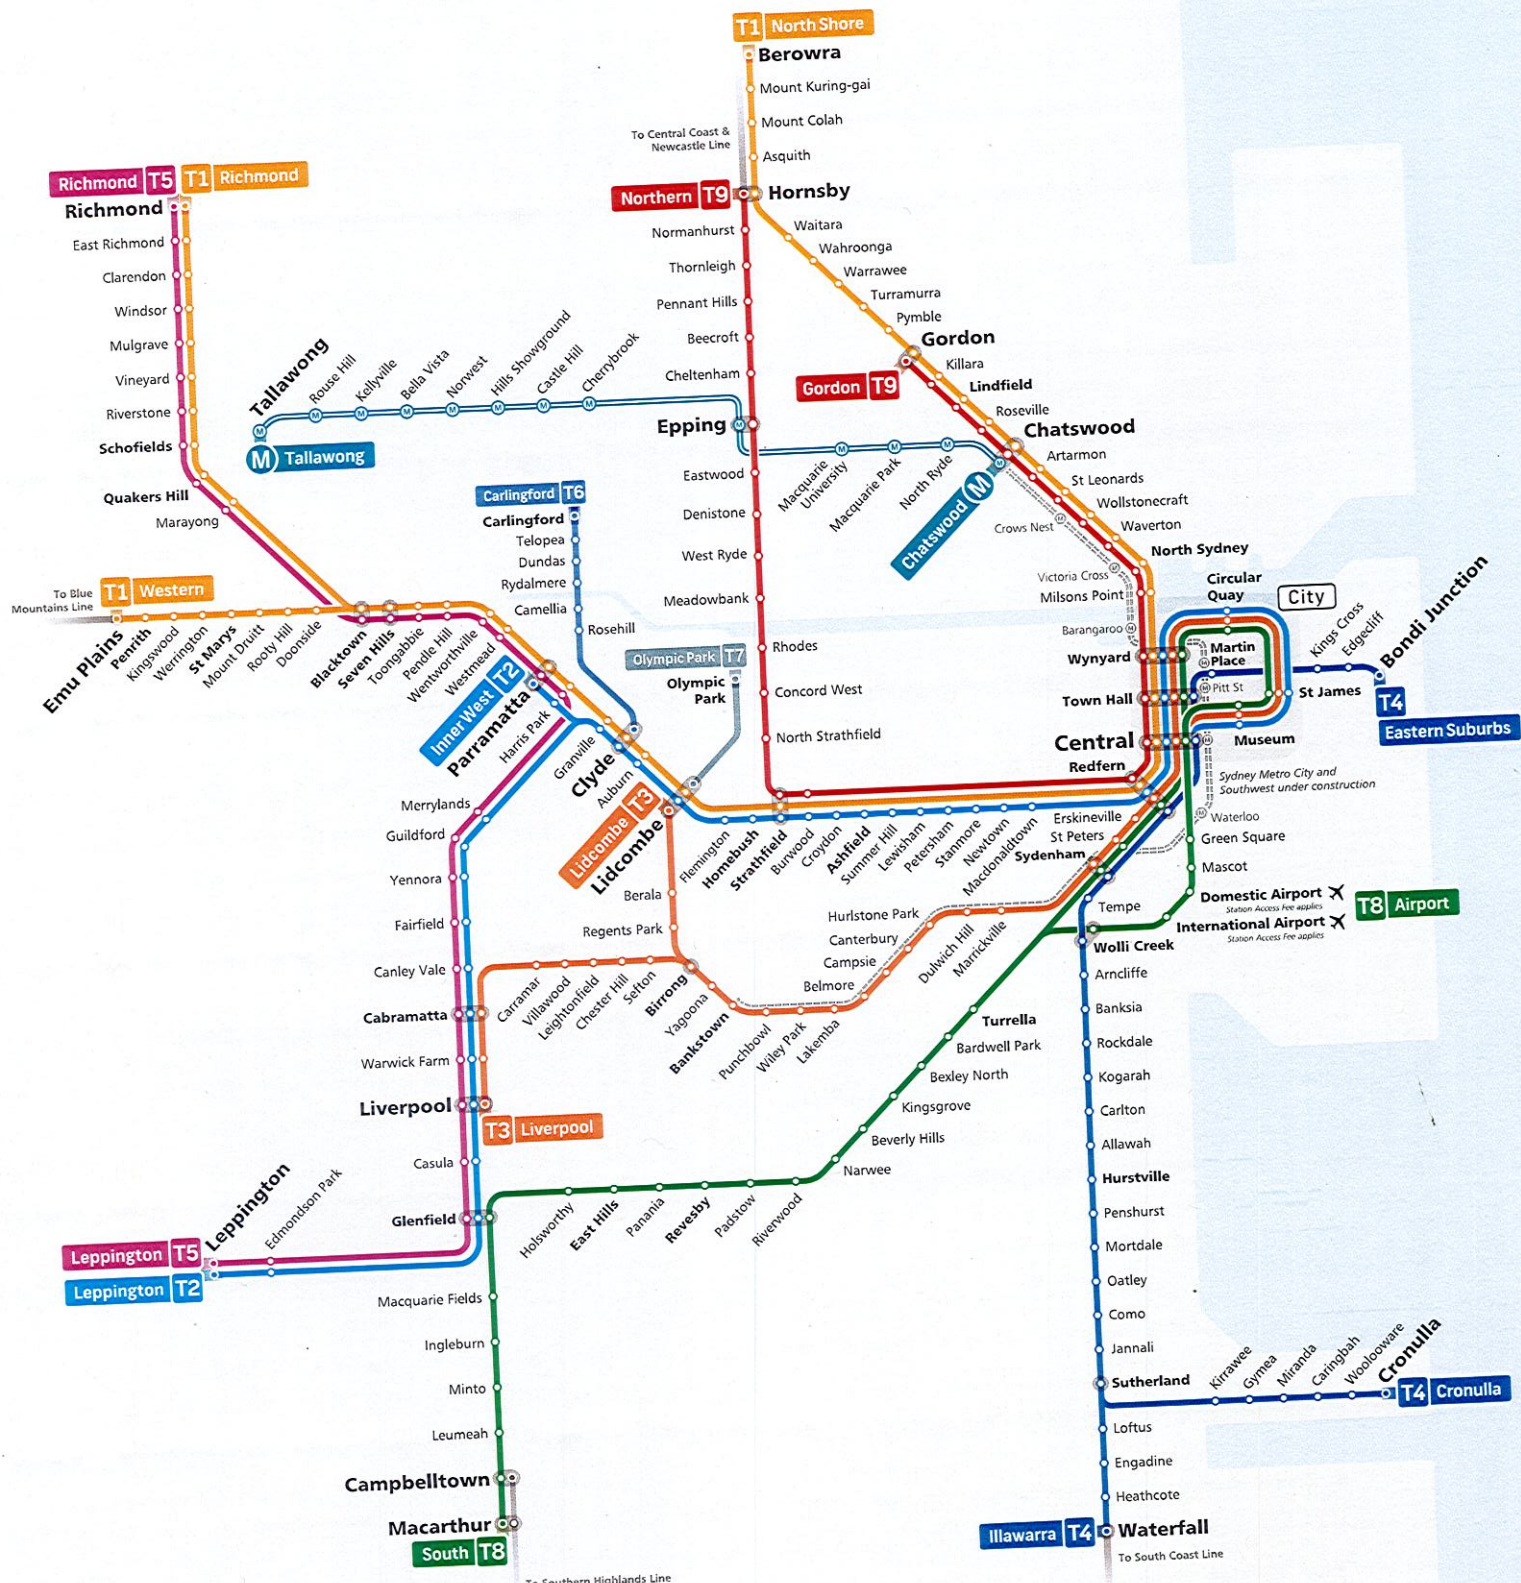 T1 North Shore
Berowra
Mount Kuring-gai
Mount Colah
To Central Coast &
Newcastle Line
Asquith
Richmond T5
T1 Richmond
Northern T9
Hornsby
Richmond
East Richmond
Clarendon
Windsor
Mulgrave
Vineyard
Riverstone
Schofields
Quakers Hill
Marayong
Normanhurst
Thornleigh
Pennant Hills
Beecroft
Cheltenham
Epping
Eastwood
Denistone
West Ryde
Meadowbank
Rhodes
Concord West
North Strathfield
Waitara
Wahroonga
Warrawee
Turramurra
Pymble
Gordon
Gordon T9
Killara
Lindfield
Roseville
Chatswood
Artarmon
St Leonards
Wollstonecraft
Waverton
North Sydney
Tallawong
Rouse Hill
Kellyville
Bella Vista
Norwest
Hills Showground
Castle Hill
Cherrybrook
M Tallawong
Macquarie
University
Macquarie Park
North Ryde
Chatswood M
Crows Nest
Victoria Cross
Milsons Point
Barangaroo
Wynyard
Town Hall
Central
Redfern
Circular
Quay
City
Martin
Place
Pitt St
St James
Museum
Kings Cross
Edgecliff
Bondi Junction
T4
Eastern Suburbs
Sydney Metro City and
Southwest under construction
Waterloo
Green Square
Mascot
Domestic Airport
Station Access Fee applies
International Airport
Station Access Fee applies
T8 Airport
Carlingford T6
Carlingford
Telopea
Dundas
Rydalmere
Camellia
Rosehill
Olympic Park T7
Olympic
Park
To Blue
Mountains Line
T1 Western
Emu Plains
Penrith
Kingswood
Werrington
St Marys
Mount Druitt
Rooty Hill
Doonside
Blacktown
Seven Hills
Toongabbie
Pendle Hill
Wentworthville
Westmead
Inner West T2
Parramatta
Harris Park
Granville
Clyde
Auburn
Lidcombe T3
Lidcombe
Flemington
Homebush
Strathfield
Burwood
Croydon
Ashfield
Summer Hill
Lewisham
Petersham
Stanmore
Newtown
Macdonaldtown
Erskineville
St Peters
Sydenham
Tempe
Wolli Creek
Merrylands
Guildford
Yennora
Fairfield
Canley Vale
Cabramatta
Warwick Farm
Liverpool
T3 Liverpool
Casula
Glenfield
Berala
Regents Park
Carramar
Villawood
Leightonfield
Chester Hill
Sefton
Birrong
Yagoona
Bankstown
Punchbowl
Wiley Park
Lakemba
Belmore
Campsie
Canterbury
Hurlstone Park
Dulwich Hill
Marrickville
Leppington
Edmondson Park
Leppington T5
Leppington T2
Turrella
Bardwell Park
Bexley North
Kingsgrove
Beverly Hills
Narwee
Riverwood
Padstow
Revesby
Panania
East Hills
Holsworthy
Macquarie Fields
Ingleburn
Minto
Leumeah
Campbelltown
Macarthur
South T8
To Southern Highlands Line
Arncliffe
Banksia
Rockdale
Kogarah
Carlton
Allawah
Hurstville
Penshurst
Mortdale
Oatley
Como
Jannali
Sutherland
Kirrawee
Gymea
Miranda
Caringbah
Woolooware
Cronulla
T4 Cronulla
Loftus
Engadine
Heathcote
Illawarra T4
Waterfall
To South Coast Line